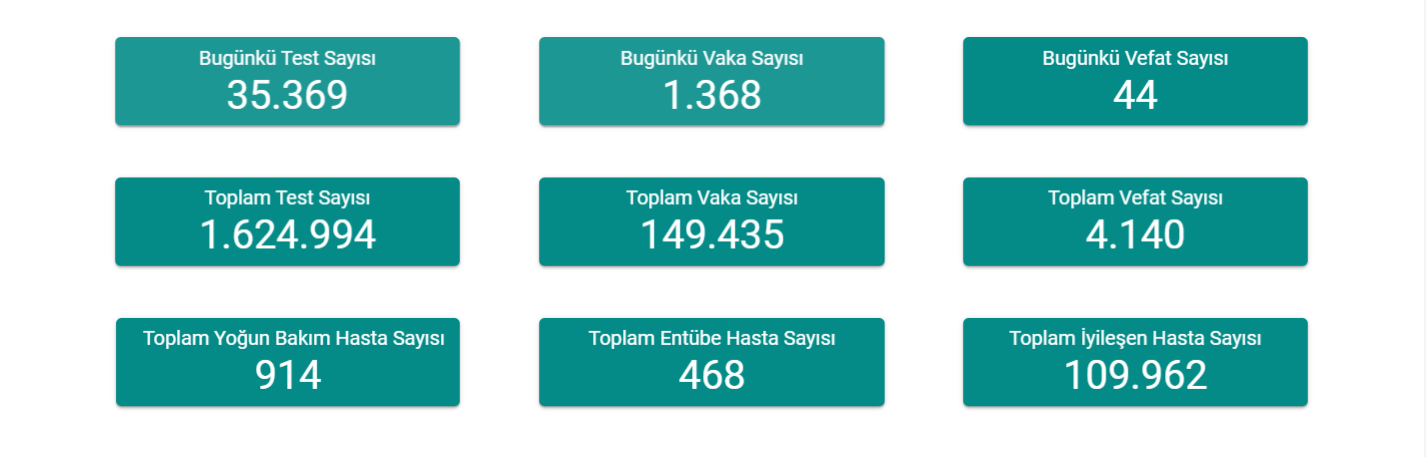 Bugünkü Test Sayısı
35.369
Bugünkü Vaka Sayısı
1.368
Bugünkü Vefat Sayısı
44
Toplam Test Sayısı
1.624.994
Toplam Vaka Sayısı
149.435
Toplam Vefat Sayısı
4.140
Toplam Yoğun Bakım Hasta Sayısı
914
Toplam Entübe Hasta Sayısı
468
Toplam İyileşen Hasta Sayısı
109.962